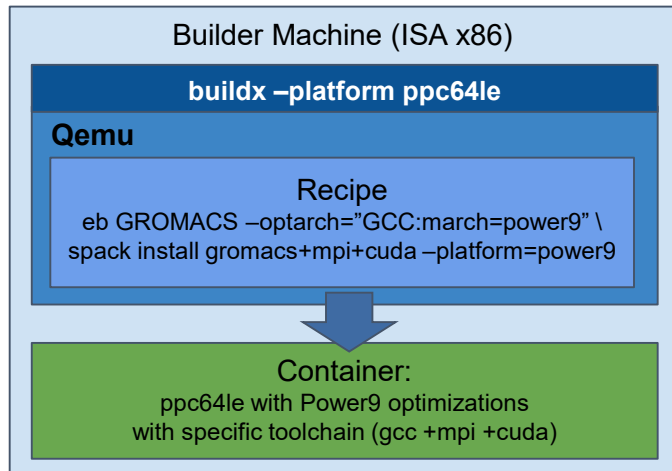 Builder Machine (ISA x86)
buildx –platform ppc64le
Qemu
Recipe
eb GROMACS –optarch=”GCC:march=power9” \
spack install gromacs+mpi+cuda –platform=power9
Container:
ppc64le with Power9 optimizations
with specific toolchain (gcc +mpi +cuda)